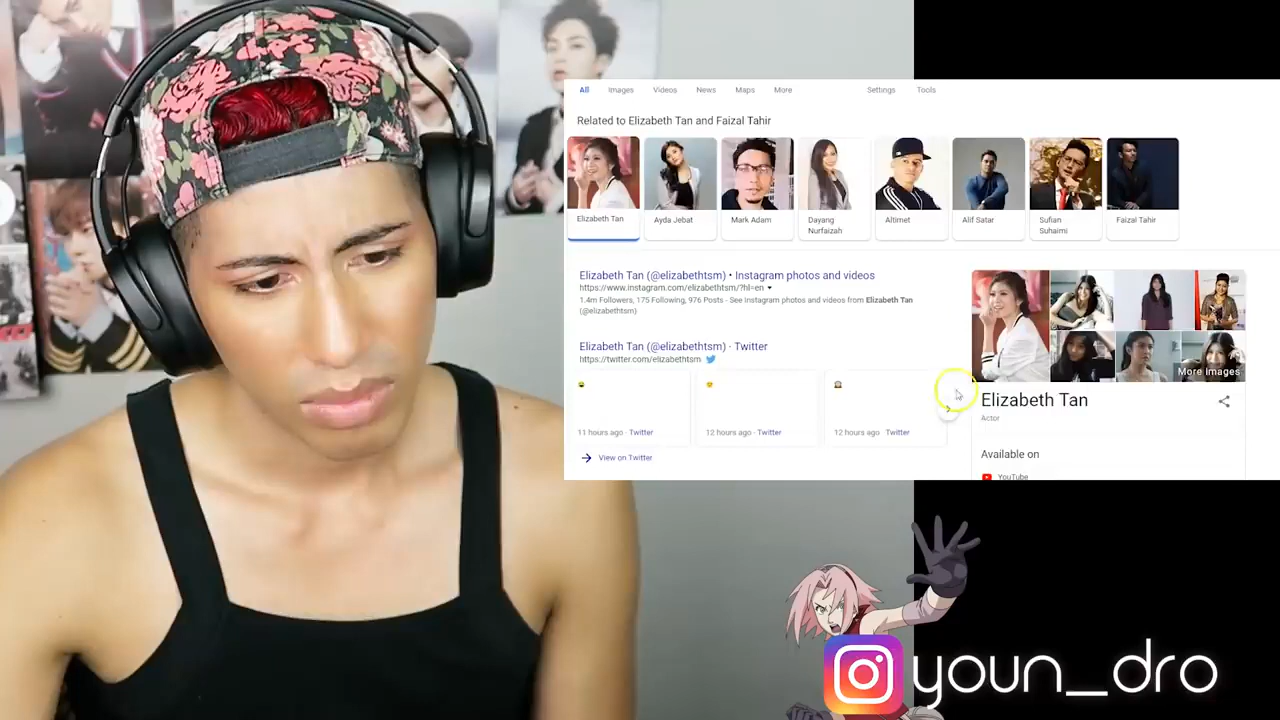 All Images Videos News Maps More Settings Tools
Related to Elizabeth Tan and Faizal Tahir
Elizabeth Tan
Ayda Jebat
Mark Adam
Dayang
Nurfaizah
Altimet
Alif Satar
Sufian
Suhaimi
Faizal Tahir
Elizabeth Tan (@elizabethtsm) • Instagram photos and videos
https://www.instagram.com/elizabethtsm/?hl=en
1.4m Followers, 175 Following, 976 Posts - See Instagram photos and videos from Elizabeth Tan
(@elizabethtsm)
Elizabeth Tan (@elizabethtsm) · Twitter
https://twitter.com/elizabethtsm
11 hours ago · Twitter
12 hours ago · Twitter
12 hours ago · Twitter
View on Twitter
More images
Elizabeth Tan
Actor
Available on
YouTube
youn_dro